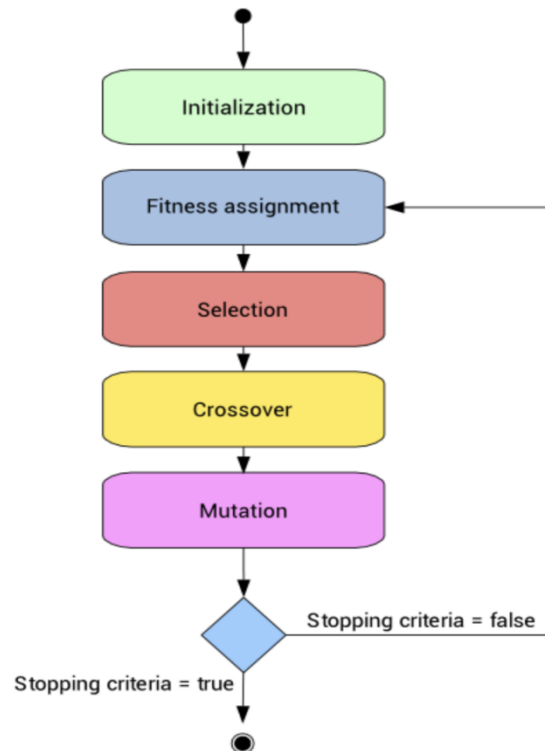 Initialization
Fitness assignment
Selection
Crossover
Mutation
Stopping criteria = false
Stopping criteria = true